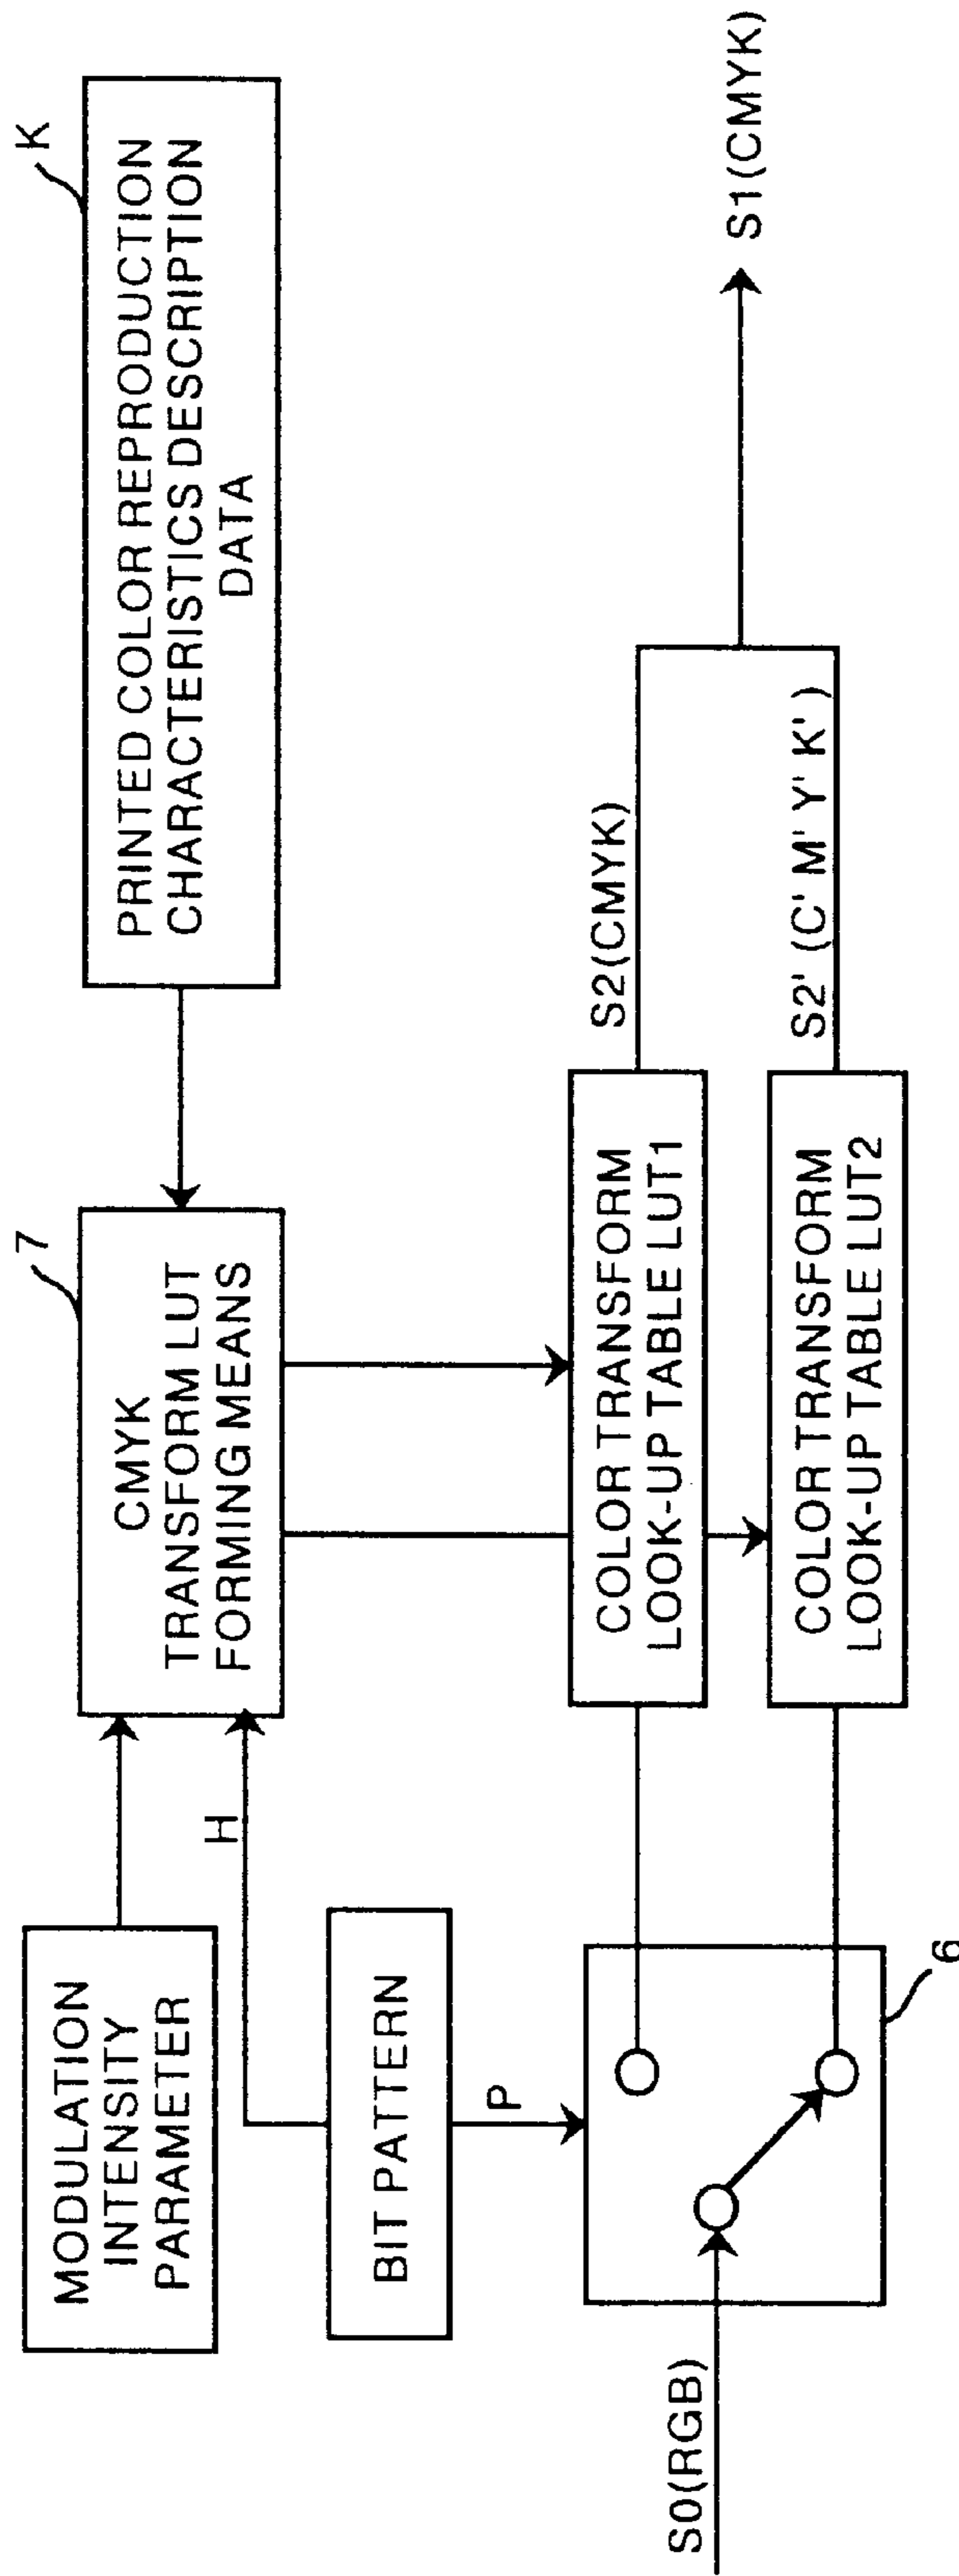 MODULATION
INTENSITY
PARAMETER
7
CMYK
TRANSFORM LUT
FORMING MEANS
K
PRINTED COLOR REPRODUCTION
CHARACTERISTICS DESCRIPTION
DATA
H
BIT PATTERN
P
S0(RGB)
6
COLOR TRANSFORM
LOOK-UP TABLE LUT1
S2(CMYK)
COLOR TRANSFORM
LOOK-UP TABLE LUT2
S2' (C' M' Y' K' )
S1(CMYK)